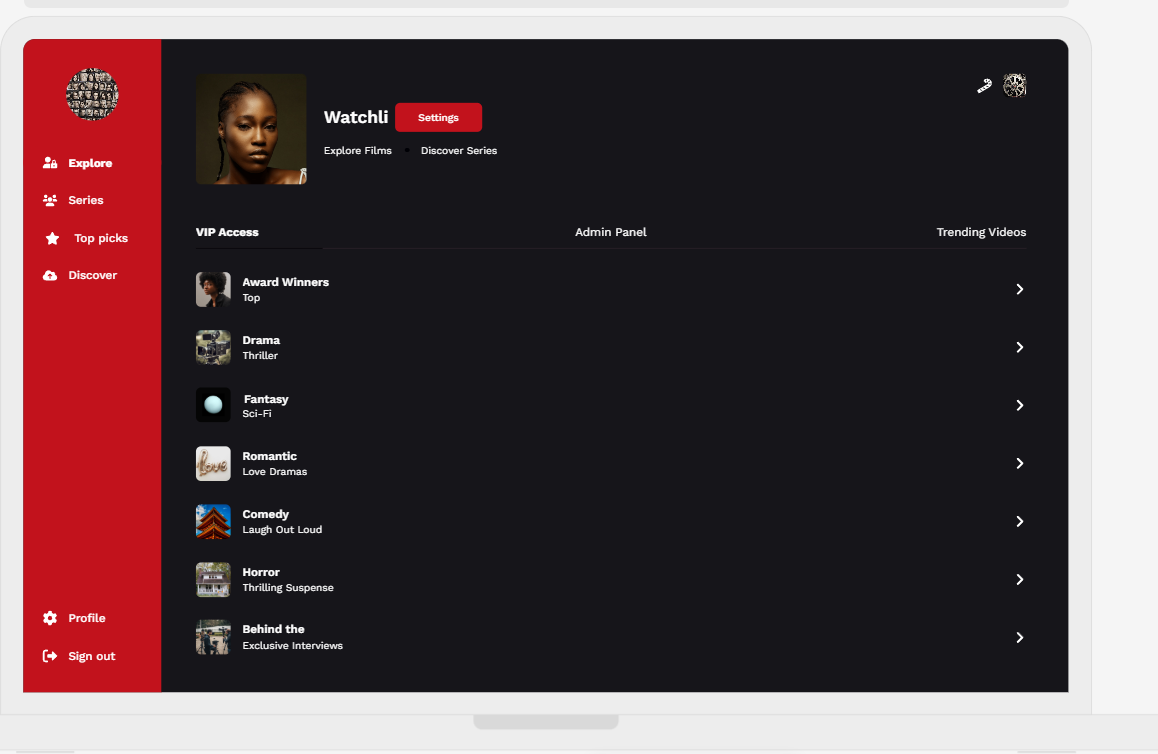 Explore
Series
Top picks
Discover
Profile
Sign out
Watchli
Settings
Explore Films
Discover Series
VIP Access
Admin Panel
Trending Videos
Award Winners
Top
Drama
Thriller
Fantasy
Sci-Fi
Romantic
Love Dramas
love
Comedy
Laugh Out Loud
Horror
Thrilling Suspense
Behind the
Exclusive Interviews